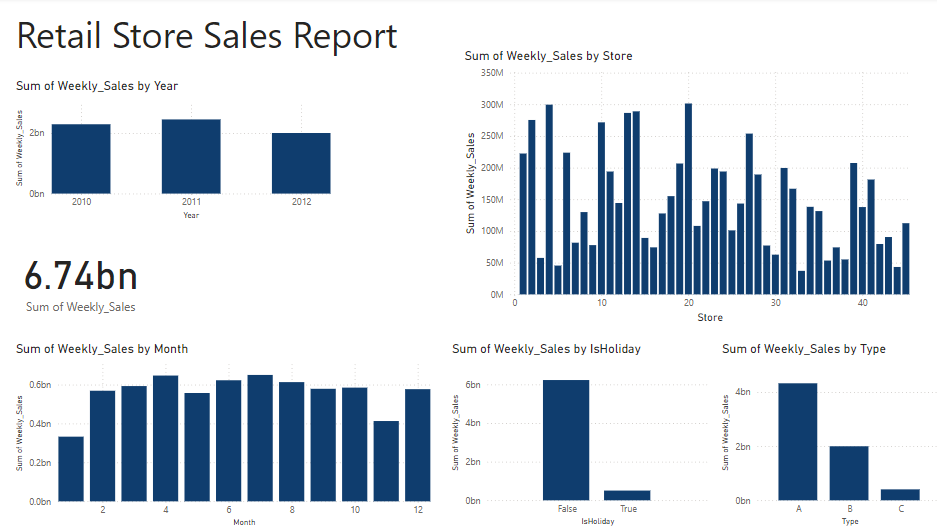 Retail Store Sales Report
Sum of Weekly_Sales by Year
Sum of Weekly_Sales
2bn
0bn
2010 2011 2012
Year
6.74bn
Sum of Weekly_Sales
Sum of Weekly_Sales by Store
Sum of Weekly_Sales
350M
300M
250M
200M
150M
100M
50M
0M
0 10 20 30 40
Store
Sum of Weekly_Sales by Month
Sum of Weekly_Sales
0.6bn
0.4bn
0.2bn
0.0bn
2 4 6 8 10 12
Month
Sum of Weekly_Sales by IsHoliday
Sum of Weekly_Sales
6bn
4bn
2bn
0bn
False True
IsHoliday
Sum of Weekly_Sales by Type
Sum of Weekly_Sales
4bn
2bn
0bn
A B C
Type